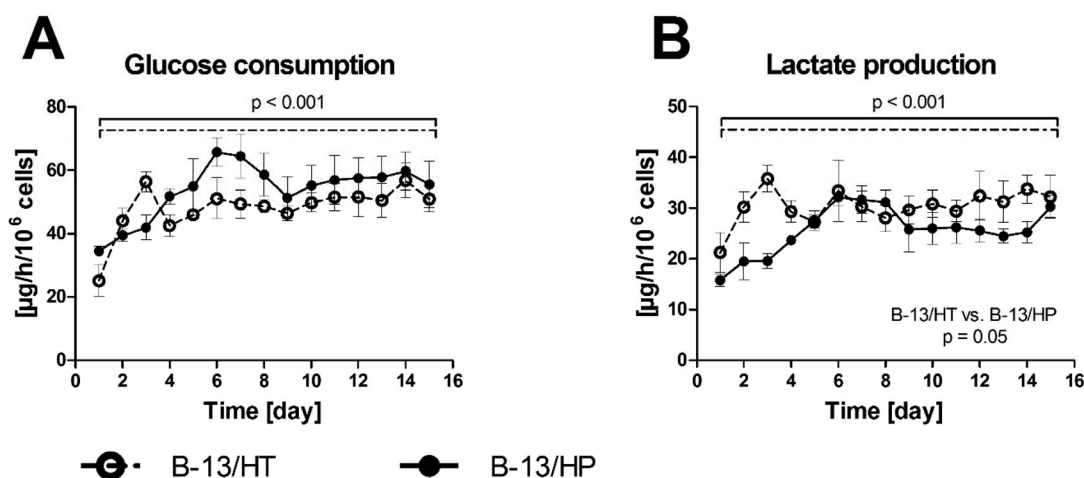 A
Glucose consumption
p < 0.001
[µg/h/10⁶ cells]
80
60
40
20
0
0 2 4 6 8 10 12 14 16
Time [day]
B
Lactate production
p < 0.001
[µg/h/10⁶ cells]
50
40
30
20
10
0
B-13/HT vs. B-13/HP
p = 0.05
0 2 4 6 8 10 12 14 16
Time [day]
B-13/HT
B-13/HP